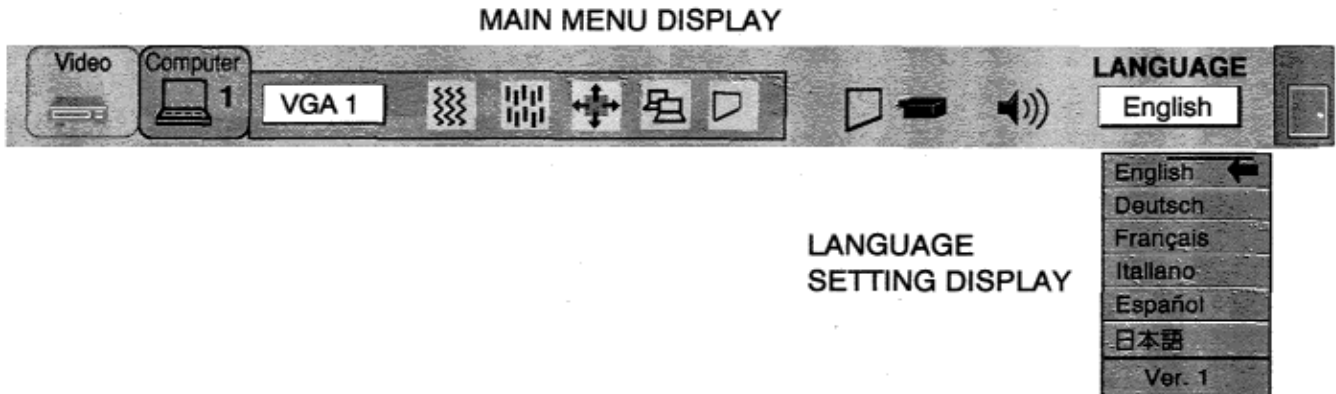 MAIN MENU DISPLAY
Video
Computer
1
VGA 1
LANGUAGE
English
English
Deutsch
Français
Italiano
Español
日本語
Ver. 1
LANGUAGE
SETTING DISPLAY